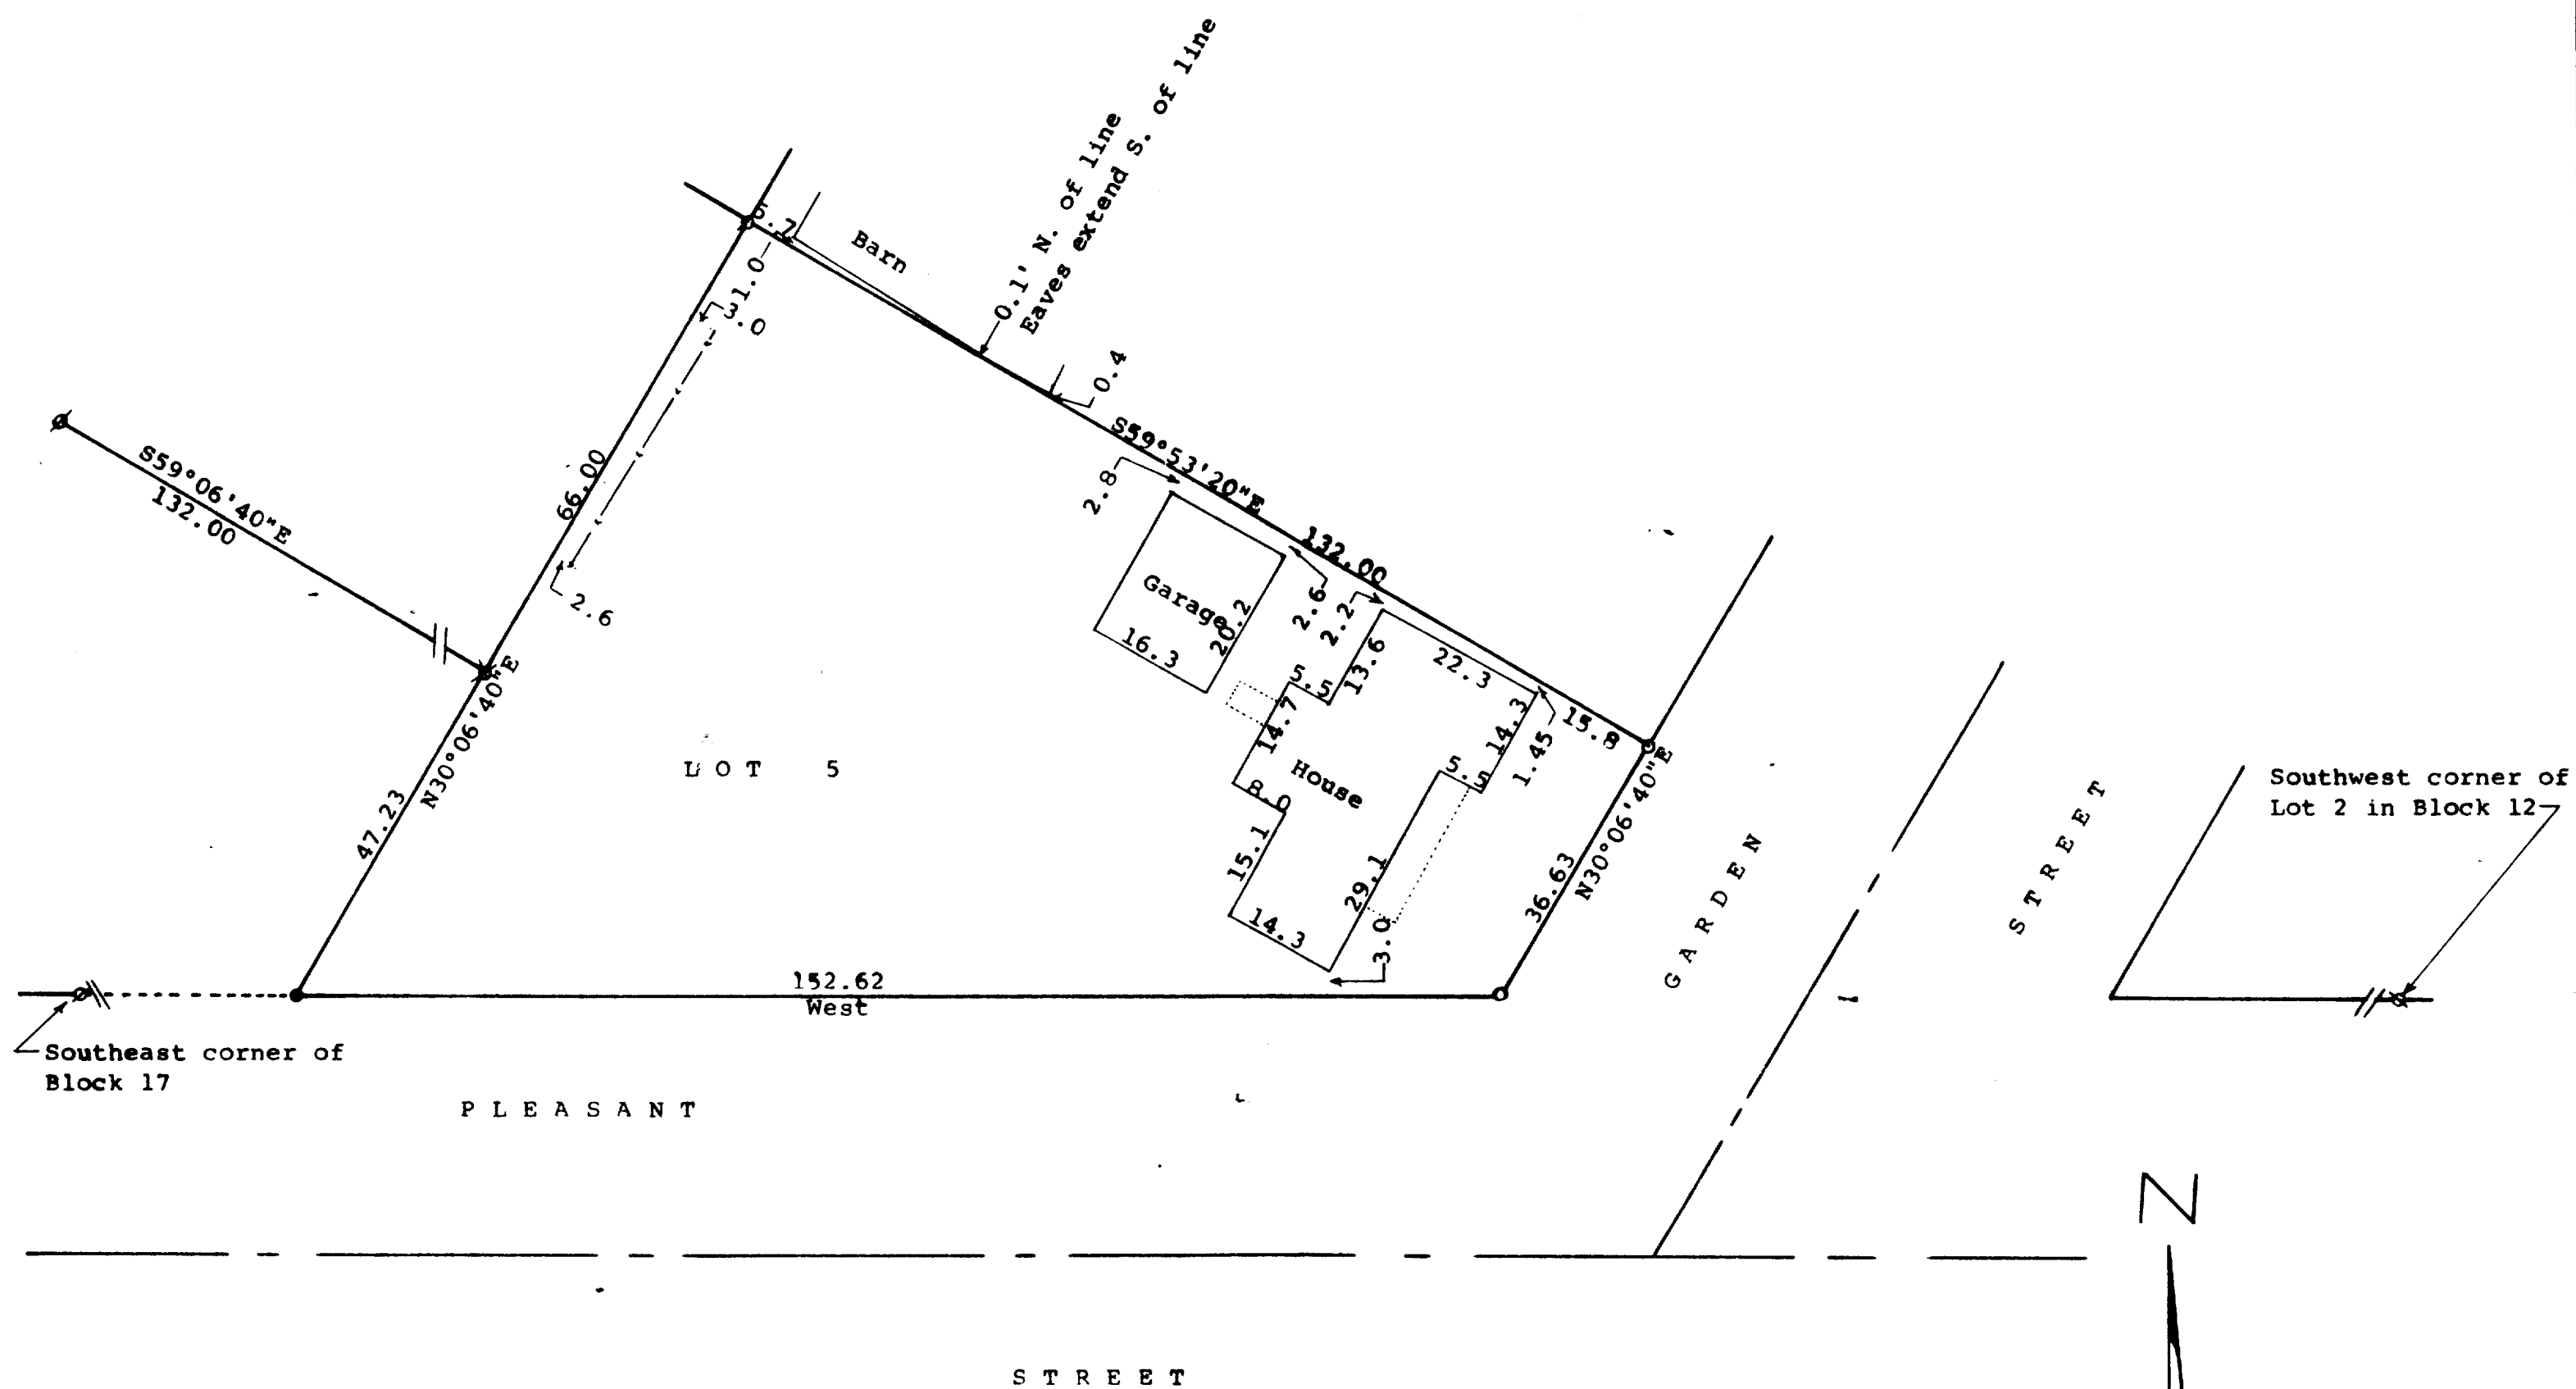 0.1' N. of line
Eaves extend S. of line
5.7
Barn
1.0
3.0
0.4
S59°53'20"E
132.00
S59°06'40"E
132.00
66.00
2.8
2.6
2.6
2.2
Garage
20.2
16.3
13.6
22.3
5.5
14.7
14.3
1.45
15.8
5.5
House
8.0
15.1
29.1
14.3
3.0
N30°06'40"E
47.23
LOT 5
36.63
N30°06'40"E
GARDEN
STREET
Southwest corner of
Lot 2 in Block 12
152.62
West
Southeast corner of
Block 17
PLEASANT
STREET
N